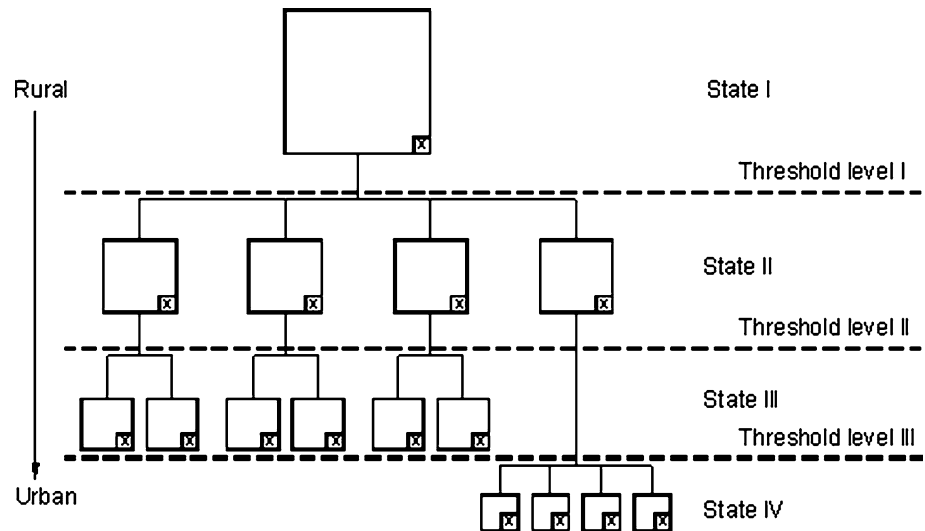 Rural
State I
X
Threshold level I
State II
X X X X
Threshold level II
State III
X X X X X X
Threshold level III
Urban
State IV
X X X X